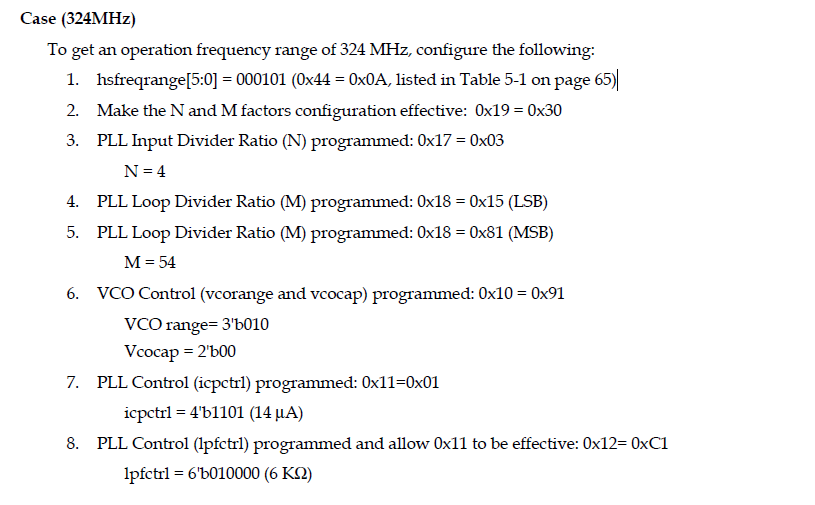 Case (324MHz)
To get an operation frequency range of 324 MHz, configure the following:
1. hsfreqrange[5:0] = 000101 (0x44 = 0x0A, listed in Table 5-1 on page 65)
2. Make the N and M factors configuration effective: 0x19 = 0x30
3. PLL Input Divider Ratio (N) programmed: 0x17 = 0x03
N = 4
4. PLL Loop Divider Ratio (M) programmed: 0x18 = 0x15 (LSB)
5. PLL Loop Divider Ratio (M) programmed: 0x18 = 0x81 (MSB)
M = 54
6. VCO Control (vcorange and vcocap) programmed: 0x10 = 0x91
VCO range= 3'b010
Vcocap = 2'b00
7. PLL Control (icpctrl) programmed: 0x11=0x01
icpctrl = 4'b1101 (14 µA)
8. PLL Control (lpfctrl) programmed and allow 0x11 to be effective: 0x12= 0xC1
lpfctrl = 6'b010000 (6 KΩ)